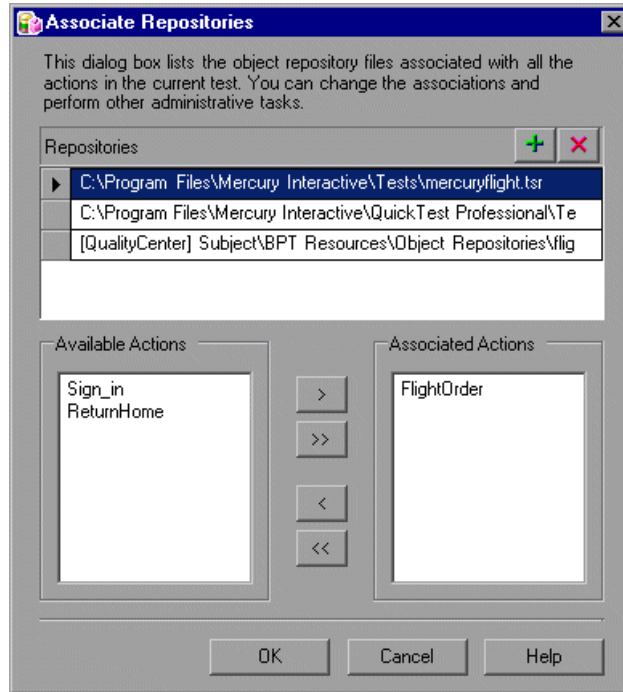 Associate Repositories
This dialog box lists the object repository files associated with all the
actions in the current test. You can change the associations and
perform other administrative tasks.
Repositories
C:\Program Files\Mercury Interactive\Tests\mercuryflight.tsr
C:\Program Files\Mercury Interactive\QuickTest Professional\Te
[QualityCenter] Subject\BPT Resources\Object Repositories\flig
Available Actions
Associated Actions
Sign_in
ReturnHome
FlightOrder
>
>>
<
<<
OK
Cancel
Help